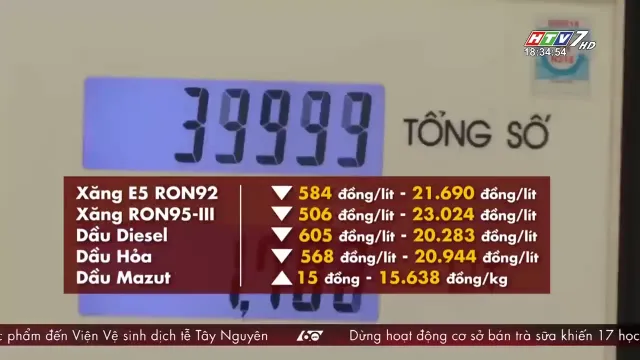 HTV7 HD
18:34:54
39999
TỔNG SỐ
Xăng E5 RON92 ▼ 584 đồng/lít - 21.690 đồng/lít
Xăng RON95-III ▼ 506 đồng/lít - 23.024 đồng/lít
Dầu Diesel ▼ 605 đồng/lít - 20.283 đồng/lít
Dầu Hỏa ▼ 568 đồng/lít - 20.944 đồng/lít
Dầu Mazut ▲ 15 đồng - 15.638 đồng/kg
phẩm đến Viện Vệ sinh dịch tễ Tây Nguyên 60 Dừng hoạt động cơ sở bán trà sữa khiến 17 học